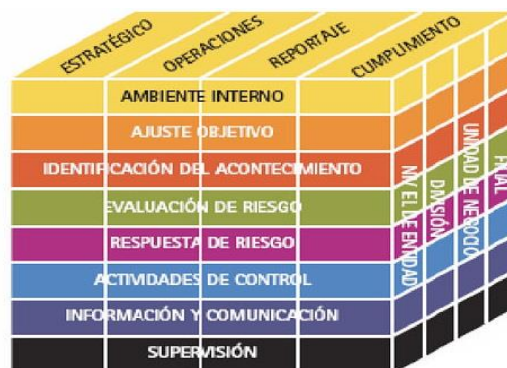 ESTRATÉGICO
OPERACIONES
REPORTAJE
CUMPLIMIENTO
AMBIENTE INTERNO
AJUSTE OBJETIVO
IDENTIFICACIÓN DEL ACONTECIMIENTO
EVALUACIÓN DE RIESGO
RESPUESTA DE RIESGO
ACTIVIDADES DE CONTROL
INFORMACIÓN Y COMUNICACIÓN
SUPERVISIÓN
NIVEL DE ENTIDAD
DIVISIÓN
UNIDAD DE NEGOCIO
FILIAL